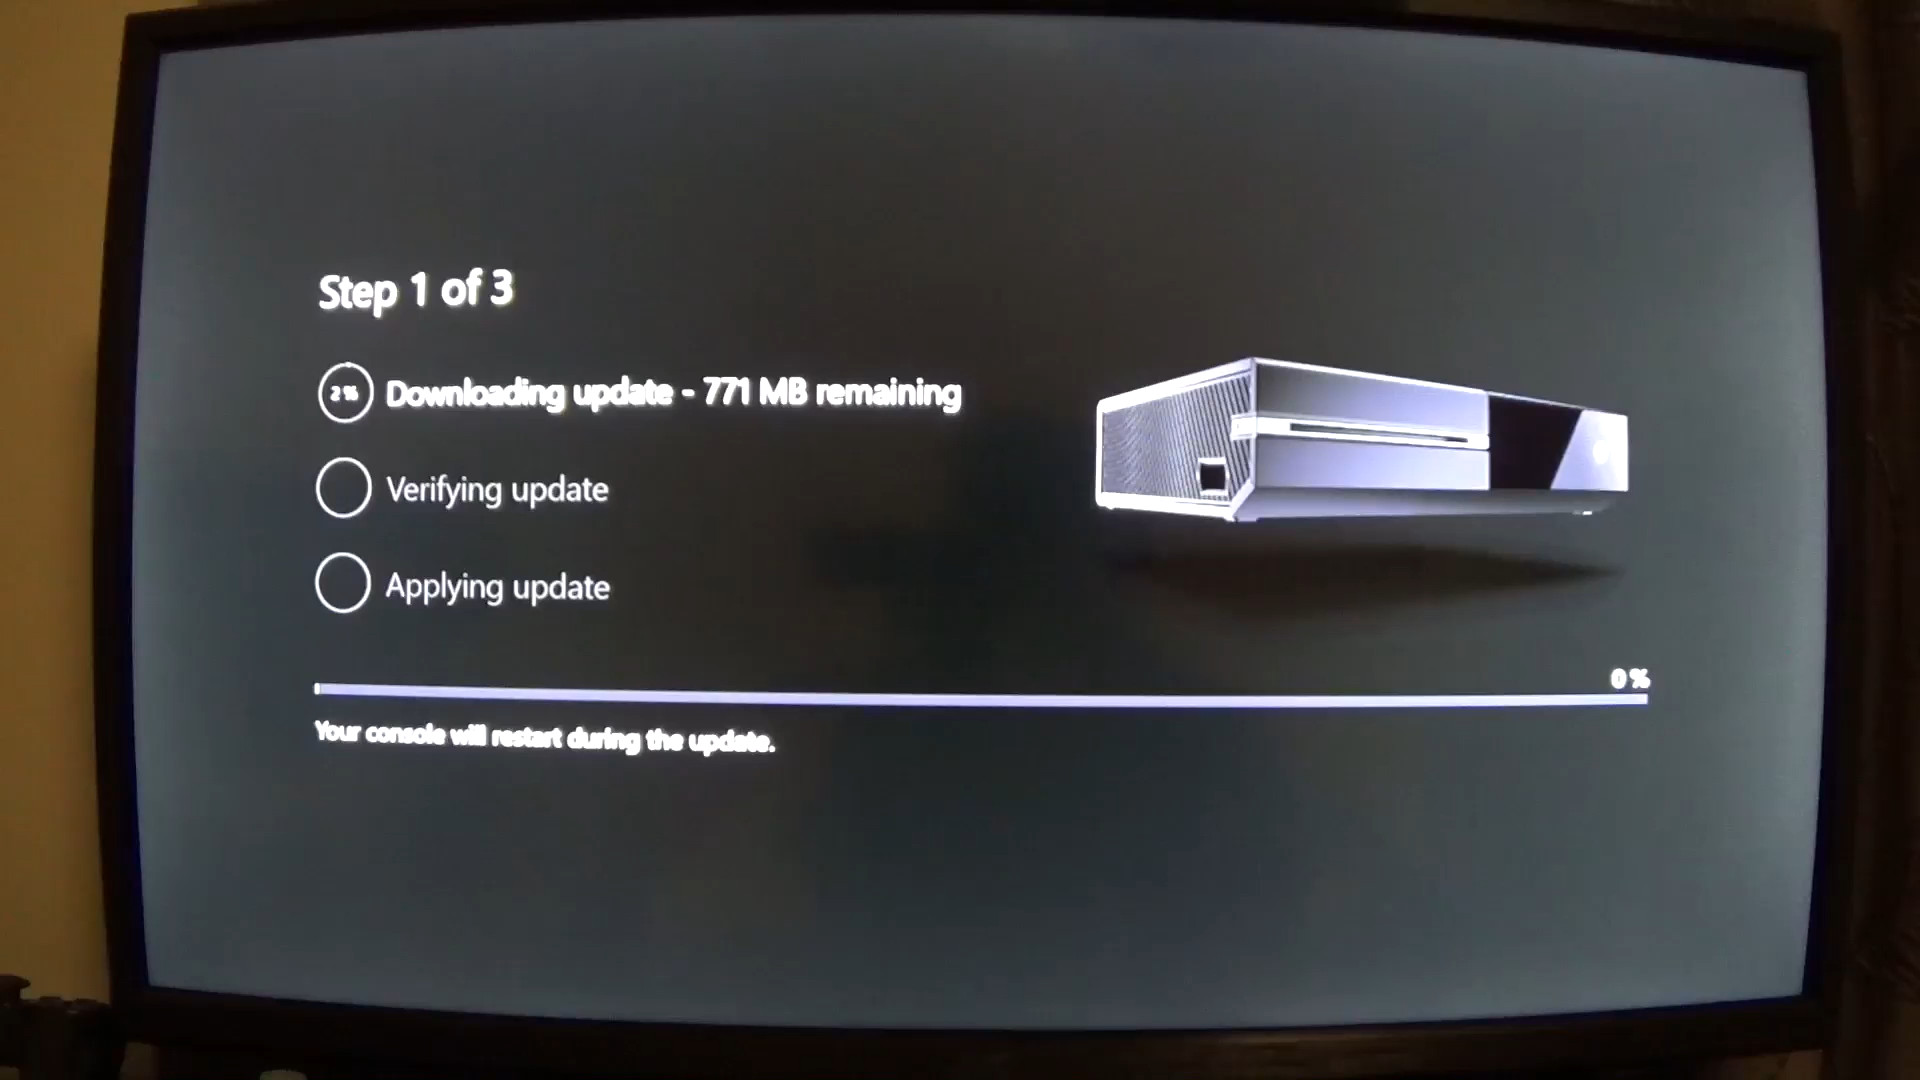 Step 1 of 3
2 % Downloading update - 771 MB remaining
Verifying update
Applying update
0 %
Your console will restart during the update.